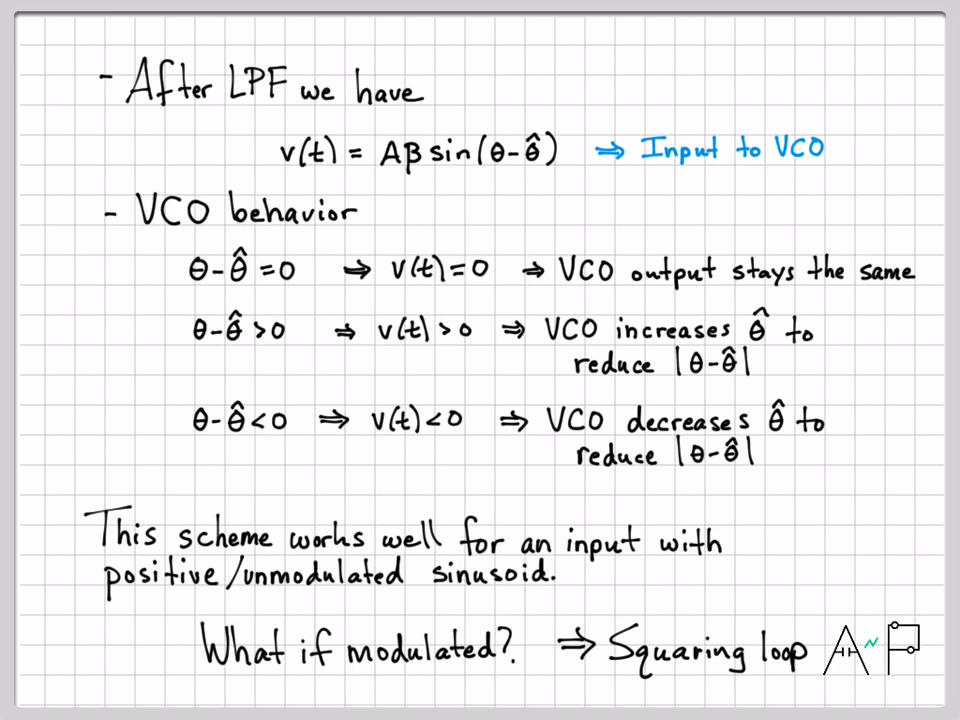 - After LPF we have
v(t) = Aβ sin(θ-θ̂) ⇒ Input to VCO
- VCO behavior
θ-θ̂ = 0 ⇒ v(t) = 0 ⇒ VCO output stays the same
θ-θ̂ > 0 ⇒ v(t) > 0 ⇒ VCO increases θ̂ to
reduce |θ-θ̂|
θ-θ̂ < 0 ⇒ v(t) < 0 ⇒ VCO decreases θ̂ to
reduce |θ-θ̂|
This scheme works well for an input with
positive/unmodulated sinusoid.
What if modulated? ⇒ Squaring loop